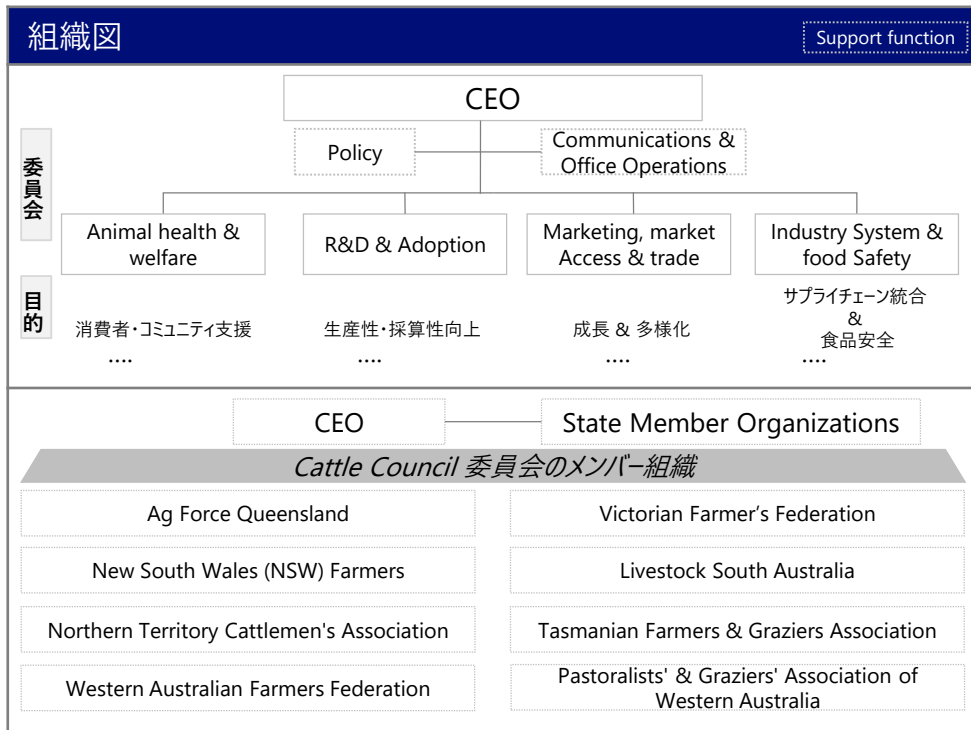 組織図
Support function
CEO
Policy
Communications &
Office Operations
委員会
Animal health &
welfare
R&D & Adoption
Marketing, market
Access & trade
Industry System &
food Safety
目的
消費者・コミュニティ支援
....
生産性・採算性向上
....
成長 & 多様化
....
サプライチェーン統合
&
食品安全
....
CEO
State Member Organizations
Cattle Council 委員会のメンバー組織
Ag Force Queensland
Victorian Farmer’s Federation
New South Wales (NSW) Farmers
Livestock South Australia
Northern Territory Cattlemen's Association
Tasmanian Farmers & Graziers Association
Western Australian Farmers Federation
Pastoralists' & Graziers' Association of
Western Australia